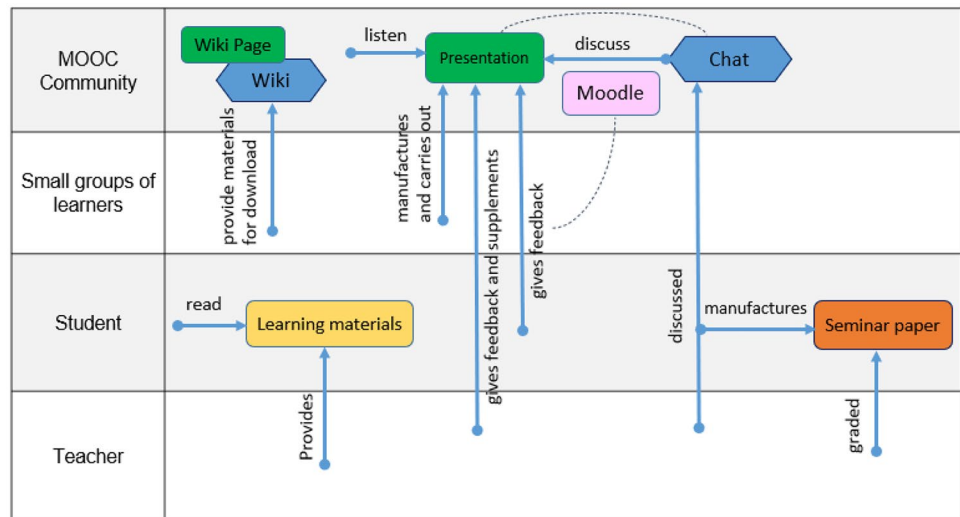 MOOC
Community
Wiki Page
Wiki
listen
Presentation
discuss
Chat
Moodle
Small groups of
learners
provide materials
for download
manufactures
and carries out
gives feedback and supplements
gives feedback
Student
read
Learning materials
discussed
manufactures
Seminar paper
Teacher
Provides
graded